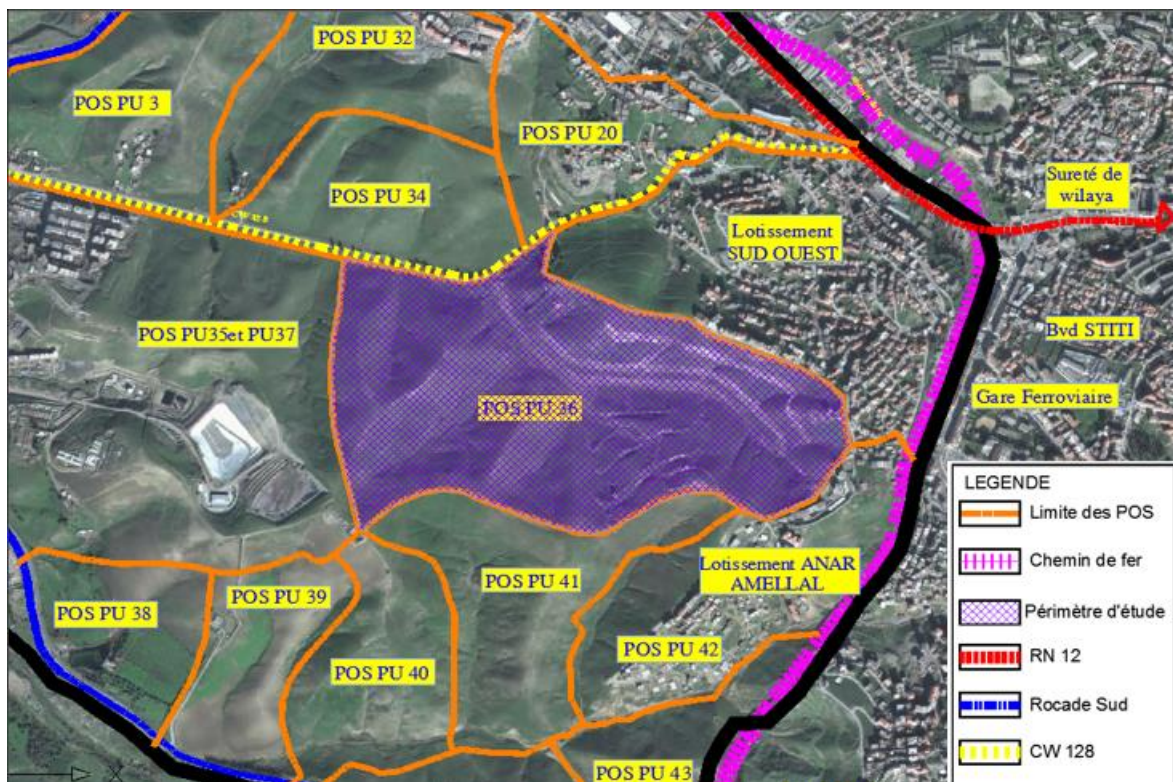 POS PU 32
POS PU 3
POS PU 20
POS PU 34
Sureté de
wilaya
CW 128
Lotissement
SUD OUEST
POS PU35et PU37
Bvd STITI
Gare Ferroviaire
POS PU 36
LEGENDE
Limite des POS
Chemin de fer
Périmètre d'étude
RN 12
Rocade Sud
CW 128
Lotissement ANAR
AMELLAL
POS PU 41
POS PU 39
POS PU 38
POS PU 42
POS PU 40
POS PU 43
X